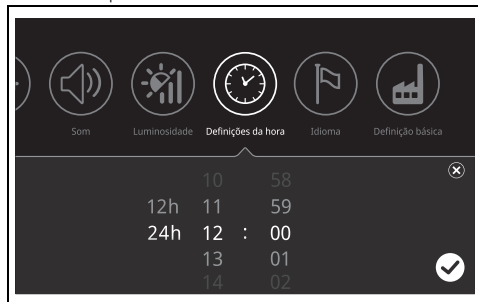 Som Luminosidade Definições da hora Idioma Definição básica
10 58
12h 11 59
24h 12 : 00
13 01
14 02